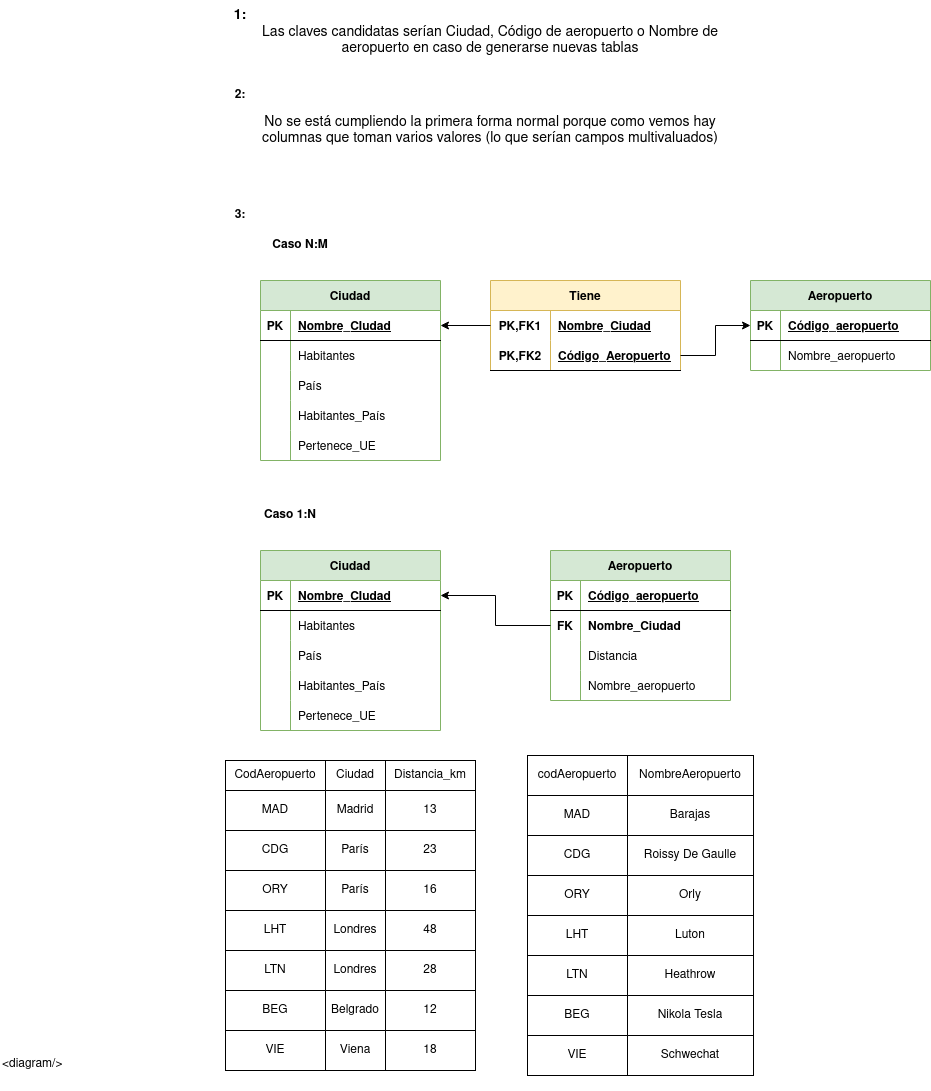 1:
Las claves candidatas serían Ciudad, Código de aeropuerto o Nombre de
aeropuerto en caso de generarse nuevas tablas
2:
No se está cumpliendo la primera forma normal porque como vemos hay
columnas que toman varios valores (lo que serían campos multivaluados)
3:
Caso N:M
Ciudad
PK Nombre_CIudad
Habitantes
País
Habitantes_País
Pertenece_UE
Tiene
PK,FK1 Nombre_Ciudad
PK,FK2 Código_Aeropuerto
Aeropuerto
PK Código_aeropuerto
Nombre_aeropuerto
Caso 1:N
Ciudad
PK Nombre_CIudad
Habitantes
País
Habitantes_País
Pertenece_UE
Aeropuerto
PK Código_aeropuerto
FK Nombre_Ciudad
Distancia
Nombre_aeropuerto
CodAeropuerto Ciudad Distancia_km
MAD Madrid 13
CDG París 23
ORY París 16
LHT Londres 48
LTN Londres 28
BEG Belgrado 12
VIE Viena 18
codAeropuerto NombreAeropuerto
MAD Barajas
CDG Roissy De Gaulle
ORY Orly
LHT Luton
LTN Heathrow
BEG Nikola Tesla
VIE Schwechat
<diagram/>